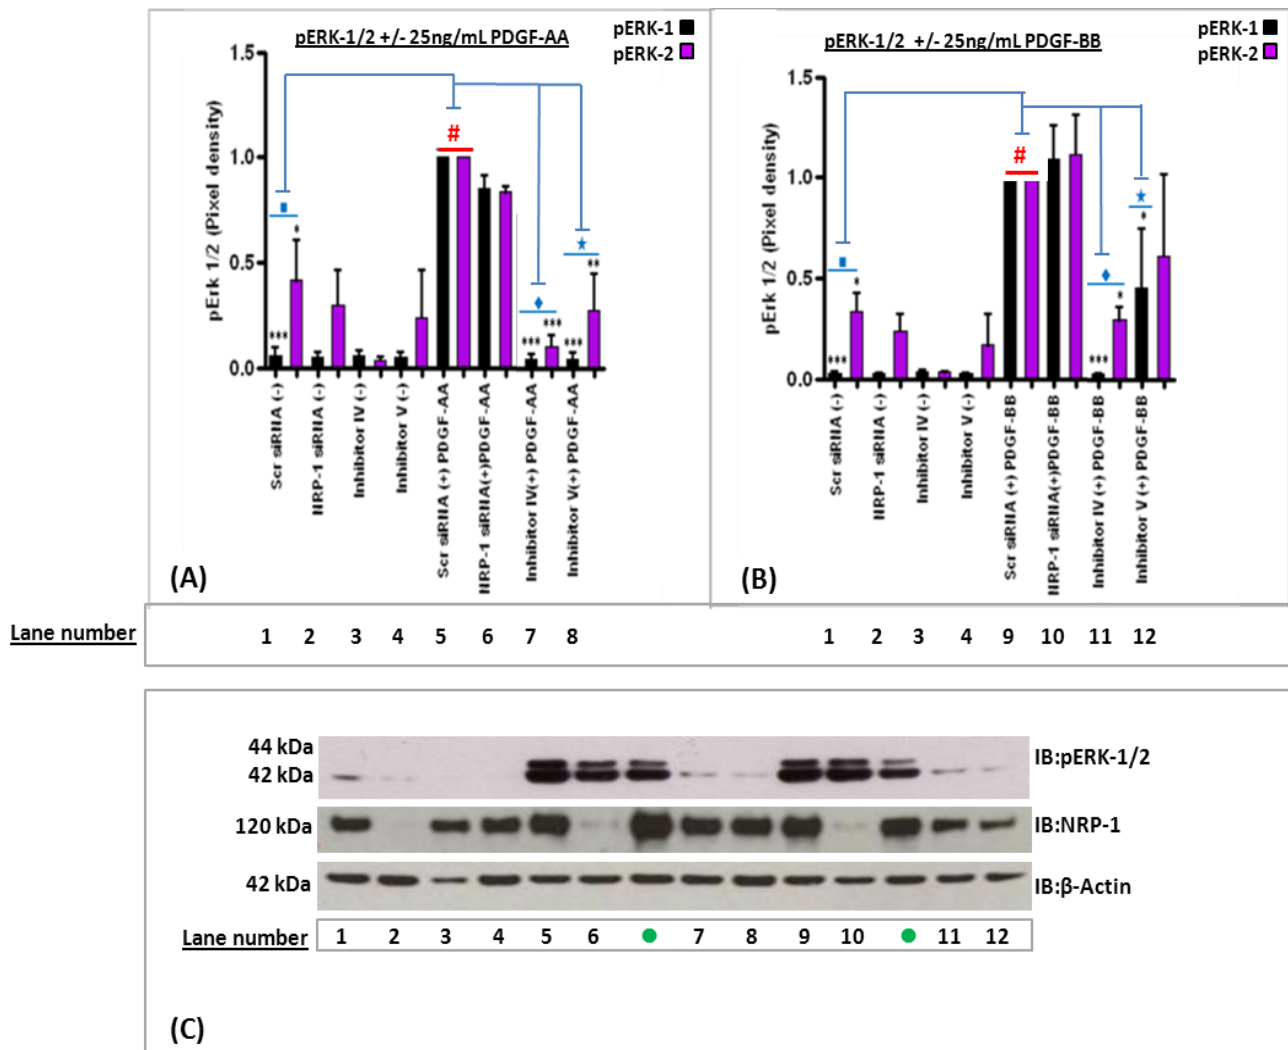 pERK-1/2 +/- 25ng/mL PDGF-AA
pERK-1
pERK-2
pErk 1/2 (Pixel density)
1.5
1.0
0.5
0.0
#
*
***
***
***
***
**
Scr siRNA (-)
NRP-1 siRNA (-)
Inhibitor IV (-)
Inhibitor V (-)
Scr siRNA (+) PDGF-AA
NRP-1 siRNA(+)PDGF-AA
Inhibitor IV(+) PDGF-AA
Inhibitor V(+) PDGF-AA
(A)
pERK-1/2 +/- 25ng/mL PDGF-BB
pERK-1
pERK-2
pErk 1/2 (Pixel density)
1.5
1.0
0.5
0.0
#
*
***
***
*
*
Scr siRNA (-)
NRP-1 siRNA (-)
Inhibitor IV (-)
Inhibitor V (-)
Scr siRNA (+) PDGF-BB
NRP-1 siRNA(+)PDGF-BB
Inhibitor IV (+) PDGF-BB
Inhibitor V (+) PDGF-BB
(B)
Lane number 1 2 3 4 5 6 7 8 1 2 3 4 9 10 11 12
44 kDa
42 kDa
IB:pERK-1/2
120 kDa
IB:NRP-1
42 kDa
IB:β-Actin
Lane number 1 2 3 4 5 6 7 8 9 10 11 12
(C)